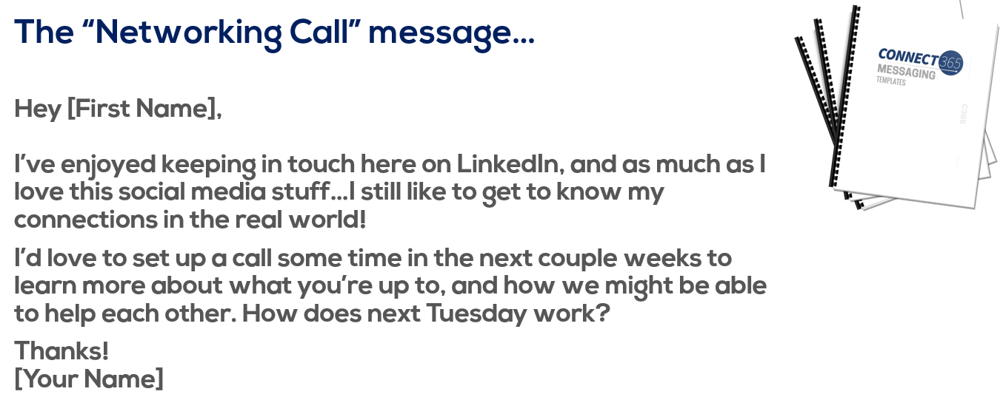 The “Networking Call” message...
CONNECT365
MESSAGING
TEMPLATES
C365
Hey [First Name],
I’ve enjoyed keeping in touch here on LinkedIn, and as much as I
love this social media stuff...I still like to get to know my
connections in the real world!
I’d love to set up a call some time in the next couple weeks to
learn more about what you’re up to, and how we might be able
to help each other. How does next Tuesday work?
Thanks!
[Your Name]